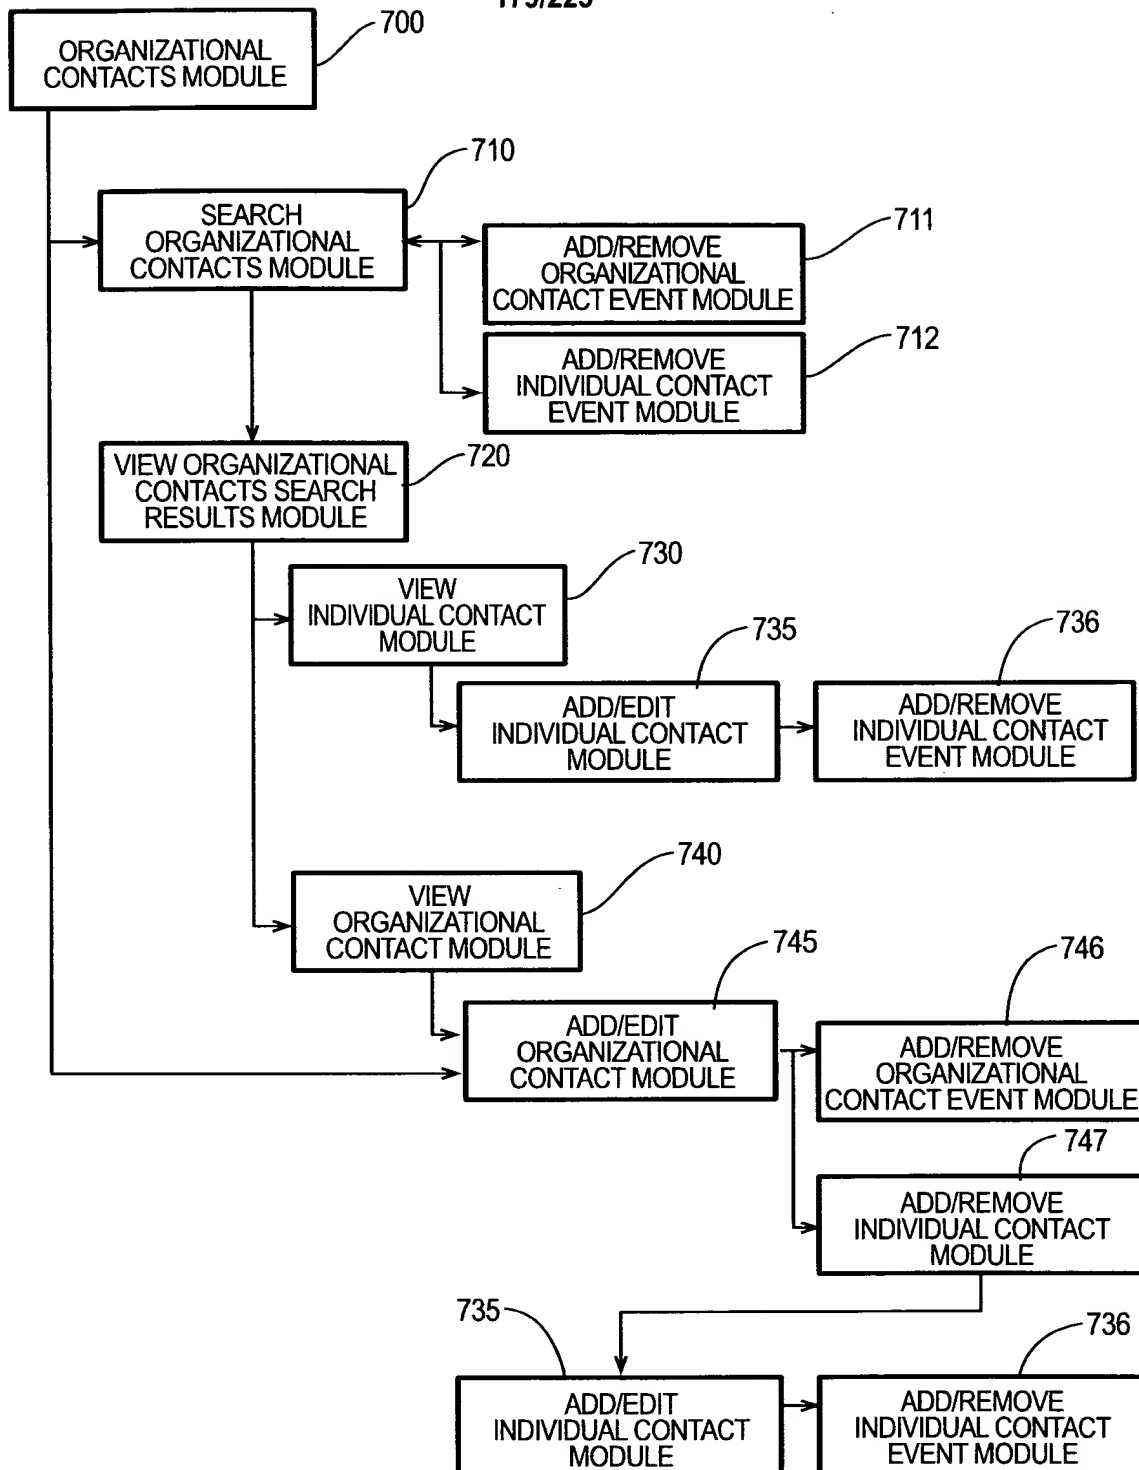 700
ORGANIZATIONAL
CONTACTS MODULE
710
SEARCH
ORGANIZATIONAL
CONTACTS MODULE
711
ADD/REMOVE
ORGANIZATIONAL
CONTACT EVENT MODULE
712
ADD/REMOVE
INDIVIDUAL CONTACT
EVENT MODULE
720
VIEW ORGANIZATIONAL
CONTACTS SEARCH
RESULTS MODULE
730
VIEW
INDIVIDUAL CONTACT
MODULE
735
ADD/EDIT
INDIVIDUAL CONTACT
MODULE
736
ADD/REMOVE
INDIVIDUAL CONTACT
EVENT MODULE
740
VIEW
ORGANIZATIONAL
CONTACT MODULE
745
ADD/EDIT
ORGANIZATIONAL
CONTACT MODULE
746
ADD/REMOVE
ORGANIZATIONAL
CONTACT EVENT MODULE
747
ADD/REMOVE
INDIVIDUAL CONTACT
MODULE
735
ADD/EDIT
INDIVIDUAL CONTACT
MODULE
736
ADD/REMOVE
INDIVIDUAL CONTACT
EVENT MODULE